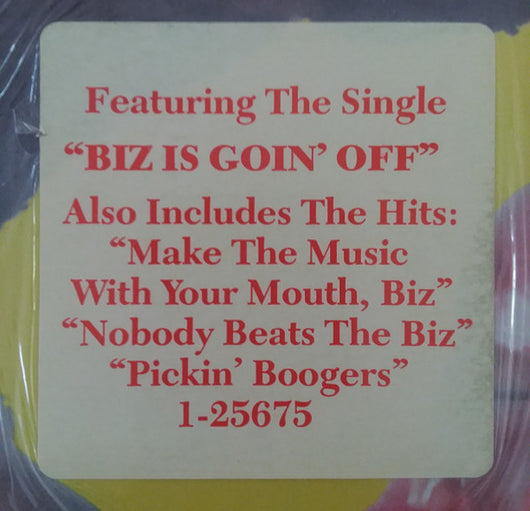 Featuring The Single
“BIZ IS GOIN’ OFF”
Also Includes The Hits:
“Make The Music
With Your Mouth, Biz”
“Nobody Beats The Biz”
“Pickin’ Boogers”
1-25675